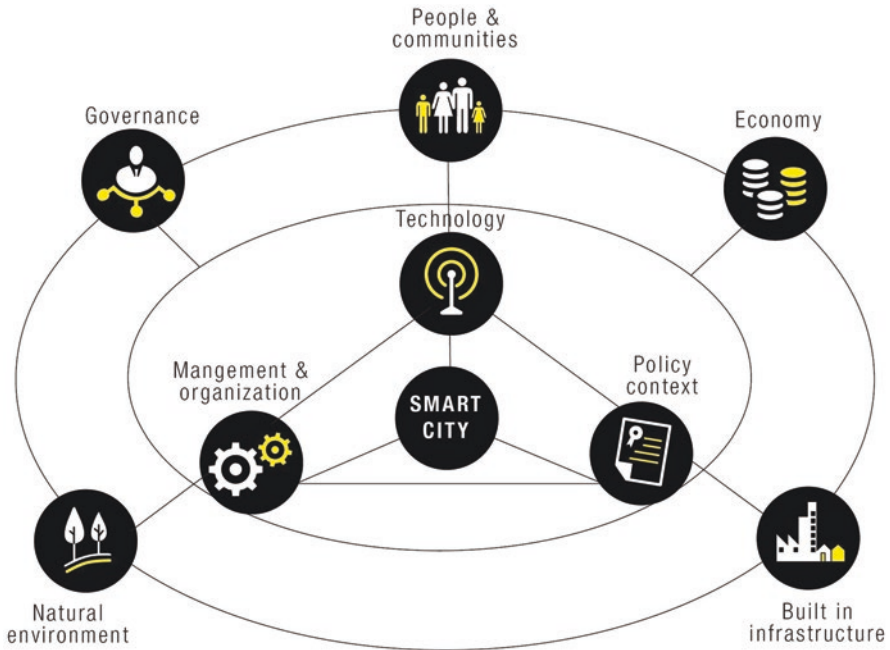 People &
communities
Governance
Economy
Technology
Mangement &
organization
Policy
context
SMART
CITY
Natural
environment
Built in
infrastructure